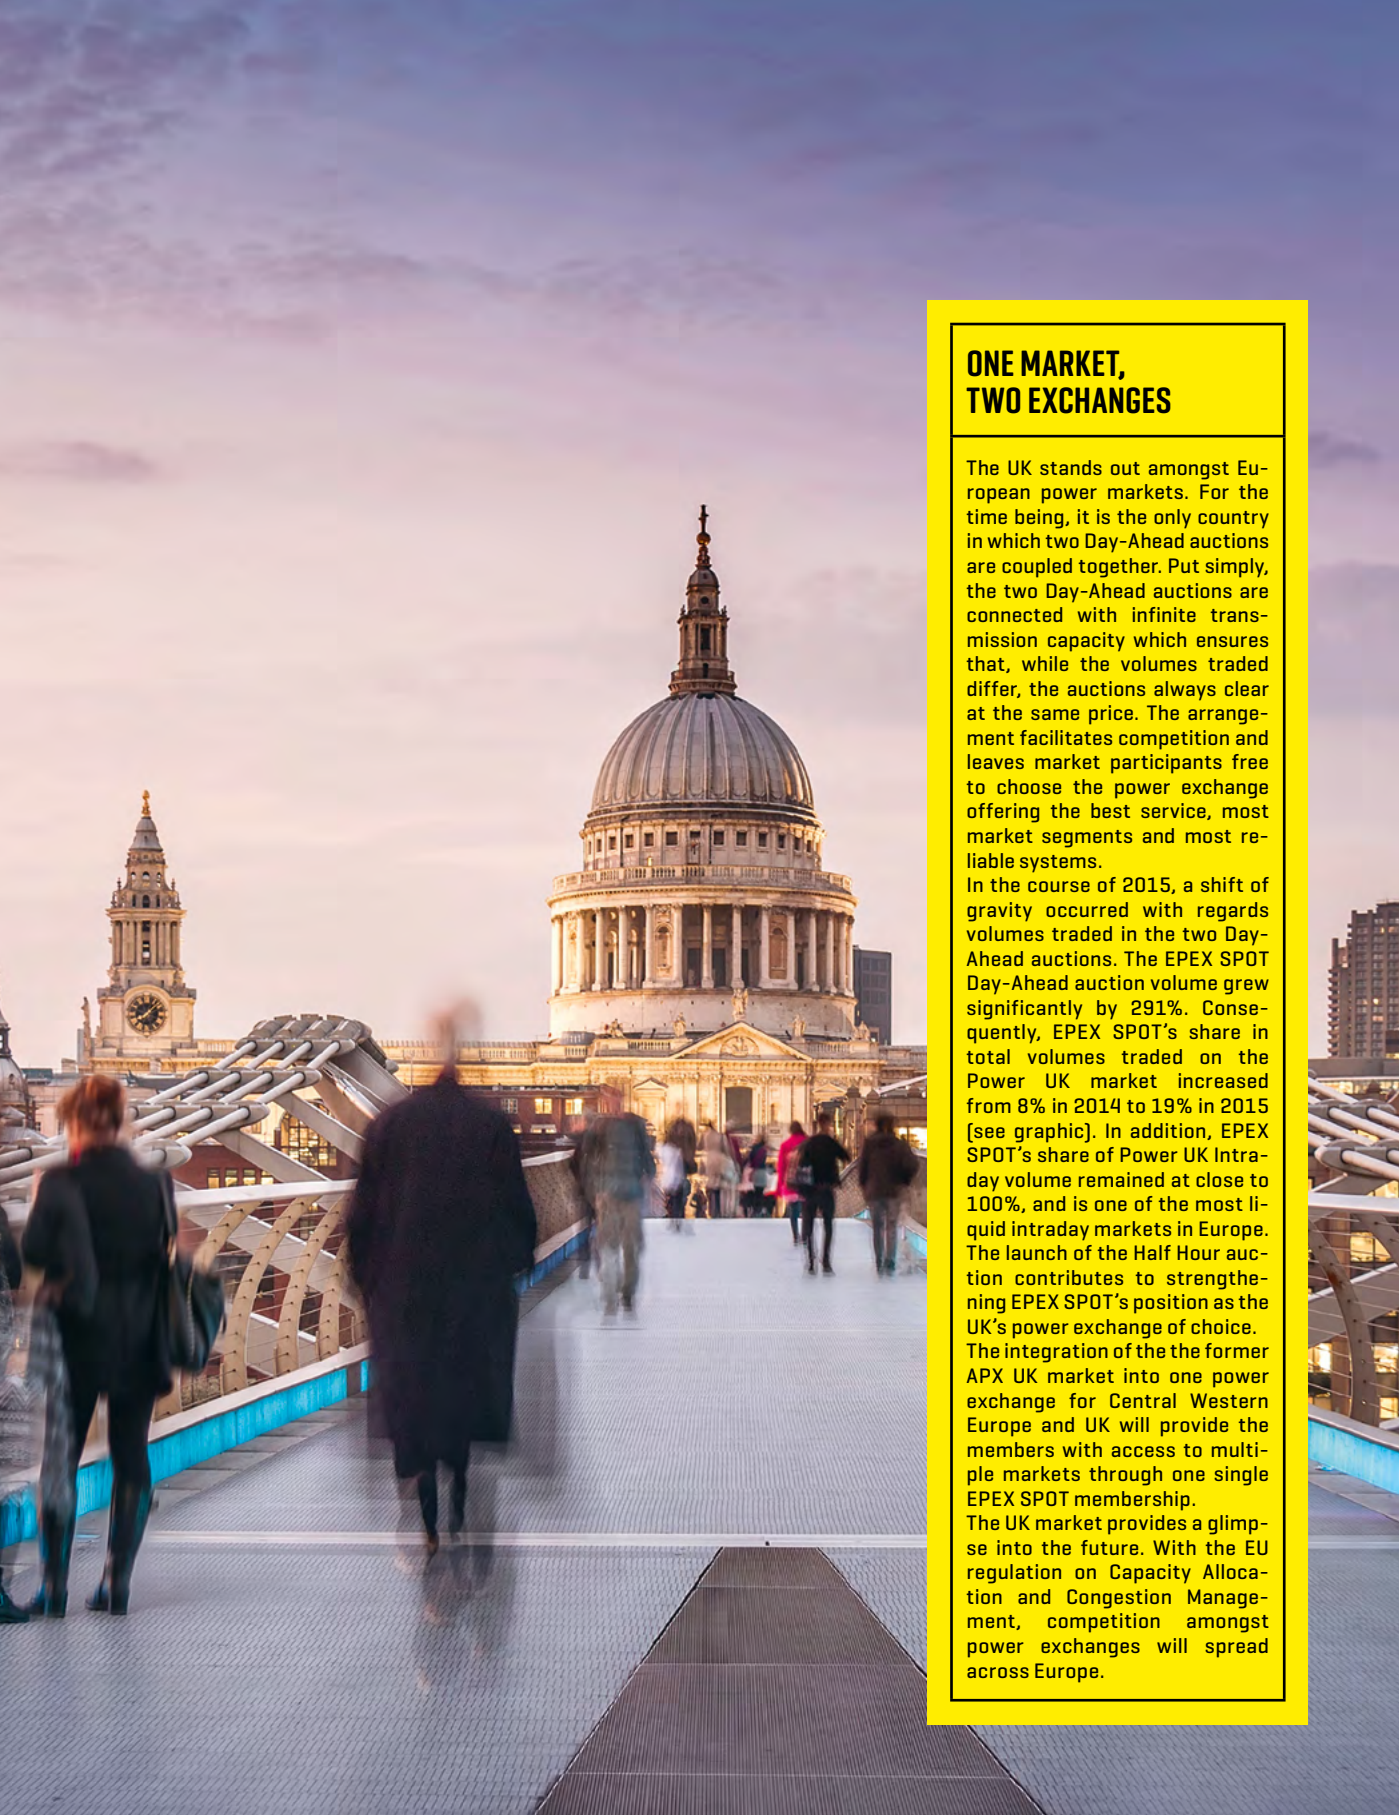 ONE MARKET,
TWO EXCHANGES
The UK stands out amongst Eu-
ropean power markets. For the
time being, it is the only country
in which two Day-Ahead auctions
are coupled together. Put simply,
the two Day-Ahead auctions are
connected with infinite trans-
mission capacity which ensures
that, while the volumes traded
differ, the auctions always clear
at the same price. The arrange-
ment facilitates competition and
leaves market participants free
to choose the power exchange
offering the best service, most
market segments and most re-
liable systems.
In the course of 2015, a shift of
gravity occurred with regards
volumes traded in the two Day-
Ahead auctions. The EPEX SPOT
Day-Ahead auction volume grew
significantly by 291%. Conse-
quently, EPEX SPOT's share in
total volumes traded on the
Power UK market increased
from 8% in 2014 to 19% in 2015
(see graphic). In addition, EPEX
SPOT's share of Power UK Intra-
day volume remained at close to
100%, and is one of the most li-
quid intraday markets in Europe.
The launch of the Half Hour auc-
tion contributes to strengthe-
ning EPEX SPOT's position as the
UK's power exchange of choice.
The integration of the the former
APX UK market into one power
exchange for Central Western
Europe and UK will provide the
members with access to multi-
ple markets through one single
EPEX SPOT membership.
The UK market provides a glimp-
se into the future. With the EU
regulation on Capacity Alloca-
tion and Congestion Manage-
ment, competition amongst
power exchanges will spread
across Europe.